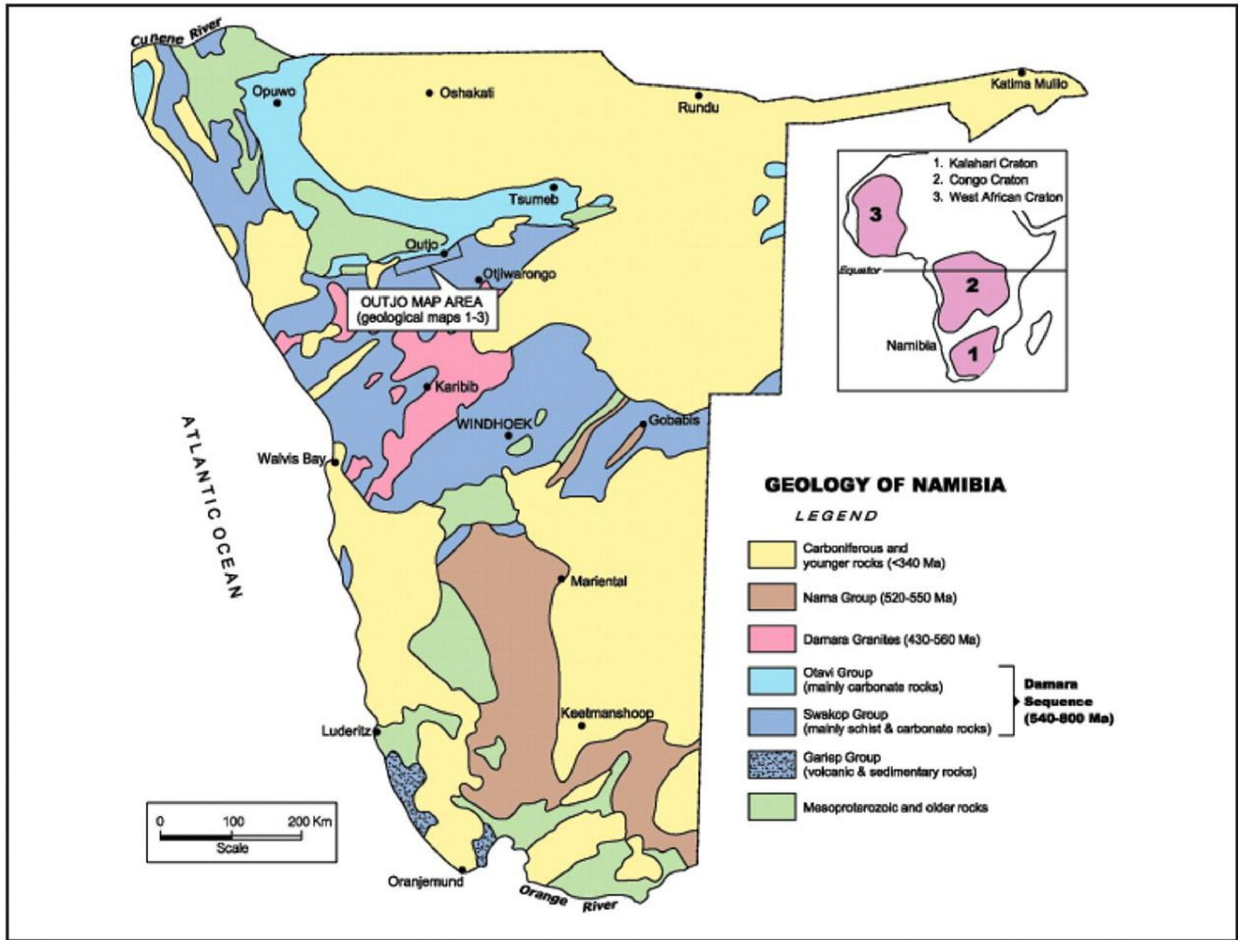 Cunene River
Opuwo
Oshakati
Rundu
Katima Mulilo
Tsumeb
Outjo
Otjiwarongo
OUTJO MAP AREA
(geological maps 1-3)
Karibib
WINDHOEK
Gobabis
Walvis Bay
ATLANTIC OCEAN
Mariental
Keetmanshoop
Luderitz
Oranjemund
Orange River
0 100 200 Km
Scale
1. Kalahari Craton
2. Congo Craton
3. West African Craton
3
Equator
2
Namibia
1
GEOLOGY OF NAMIBIA
LEGEND
Carboniferous and
younger rocks (<340 Ma)
Nama Group (520-550 Ma)
Damara Granites (430-560 Ma)
Otavi Group
(mainly carbonate rocks)
Swakop Group
(mainly schist & carbonate rocks)
Damara
Sequence
(540-800 Ma)
Gariep Group
(volcanic & sedimentary rocks)
Mesoproterozoic and older rocks